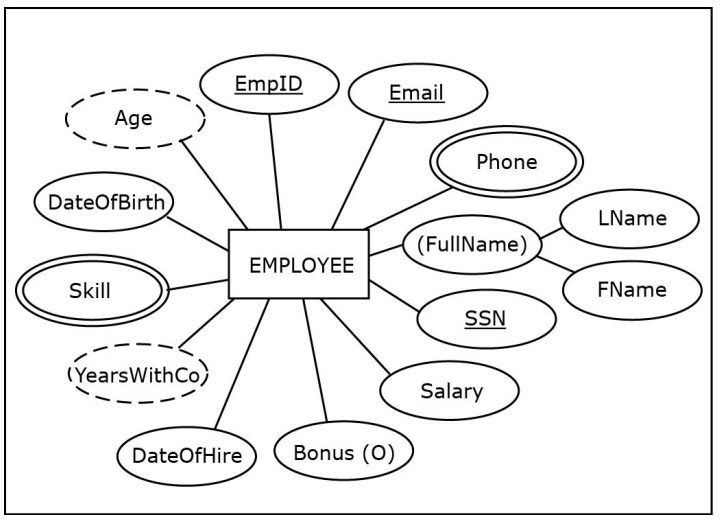 EmpID
Email
Age
Phone
DateOfBirth
LName
(FullName)
EMPLOYEE
Skill
FName
SSN
YearsWithCo
Salary
DateOfHire
Bonus (O)